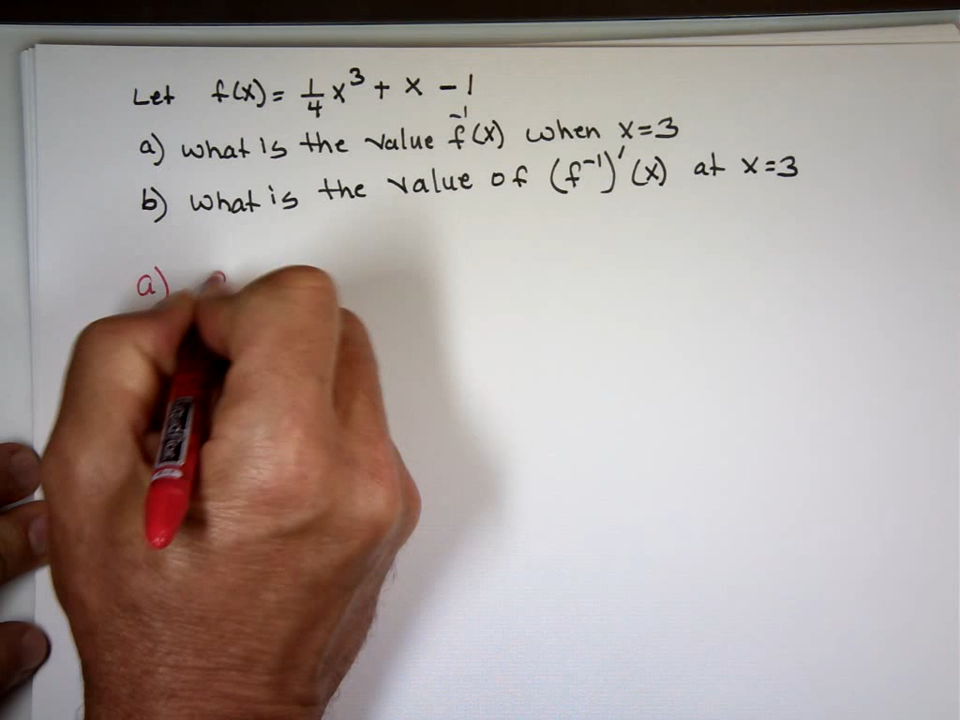 Let f(x) = 1/4 x³ + x - 1
a) what is the value f⁻¹(x) when x=3
b) what is the value of (f⁻¹)'(x) at x=3
a)